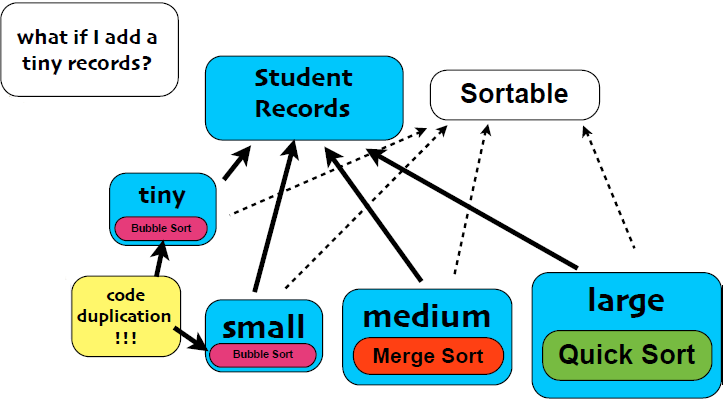 what if I add a
tiny records?
Student
Records
Sortable
tiny
Bubble Sort
code
duplication
!!!
small
Bubble Sort
medium
Merge Sort
large
Quick Sort